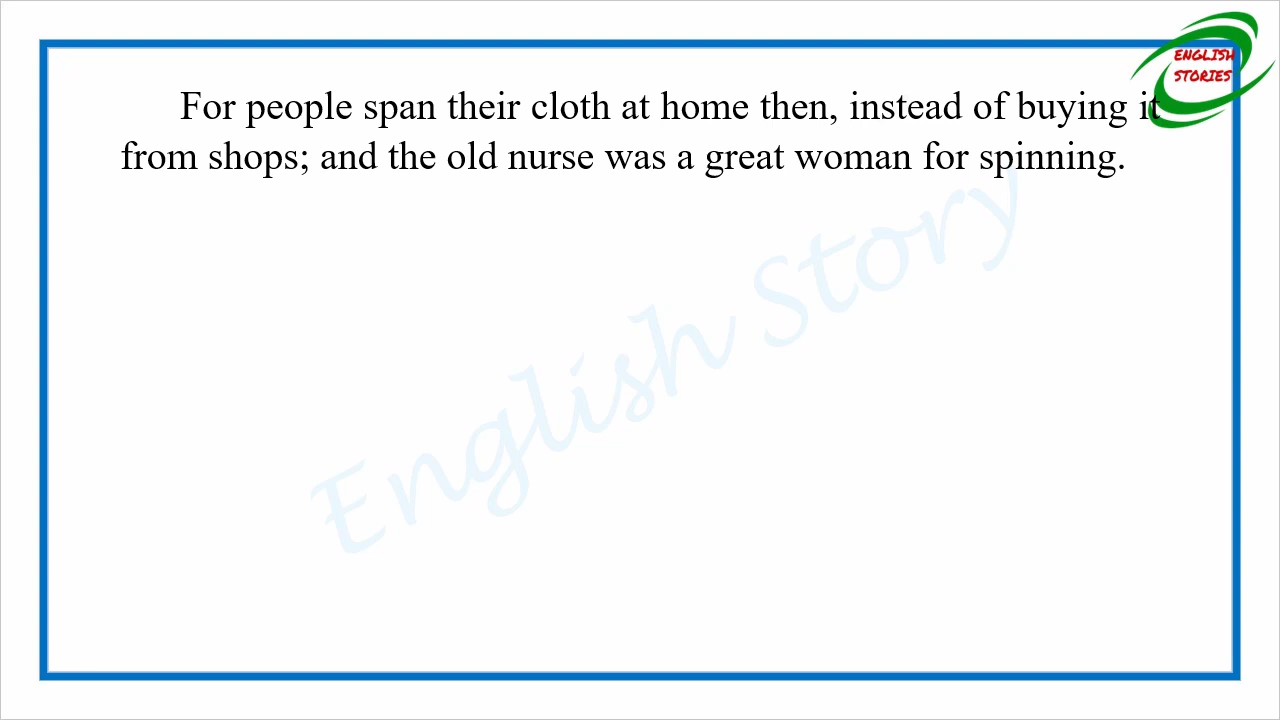 ENGLISH
STORIES
For people span their cloth at home then, instead of buying it
from shops; and the old nurse was a great woman for spinning.
English Story